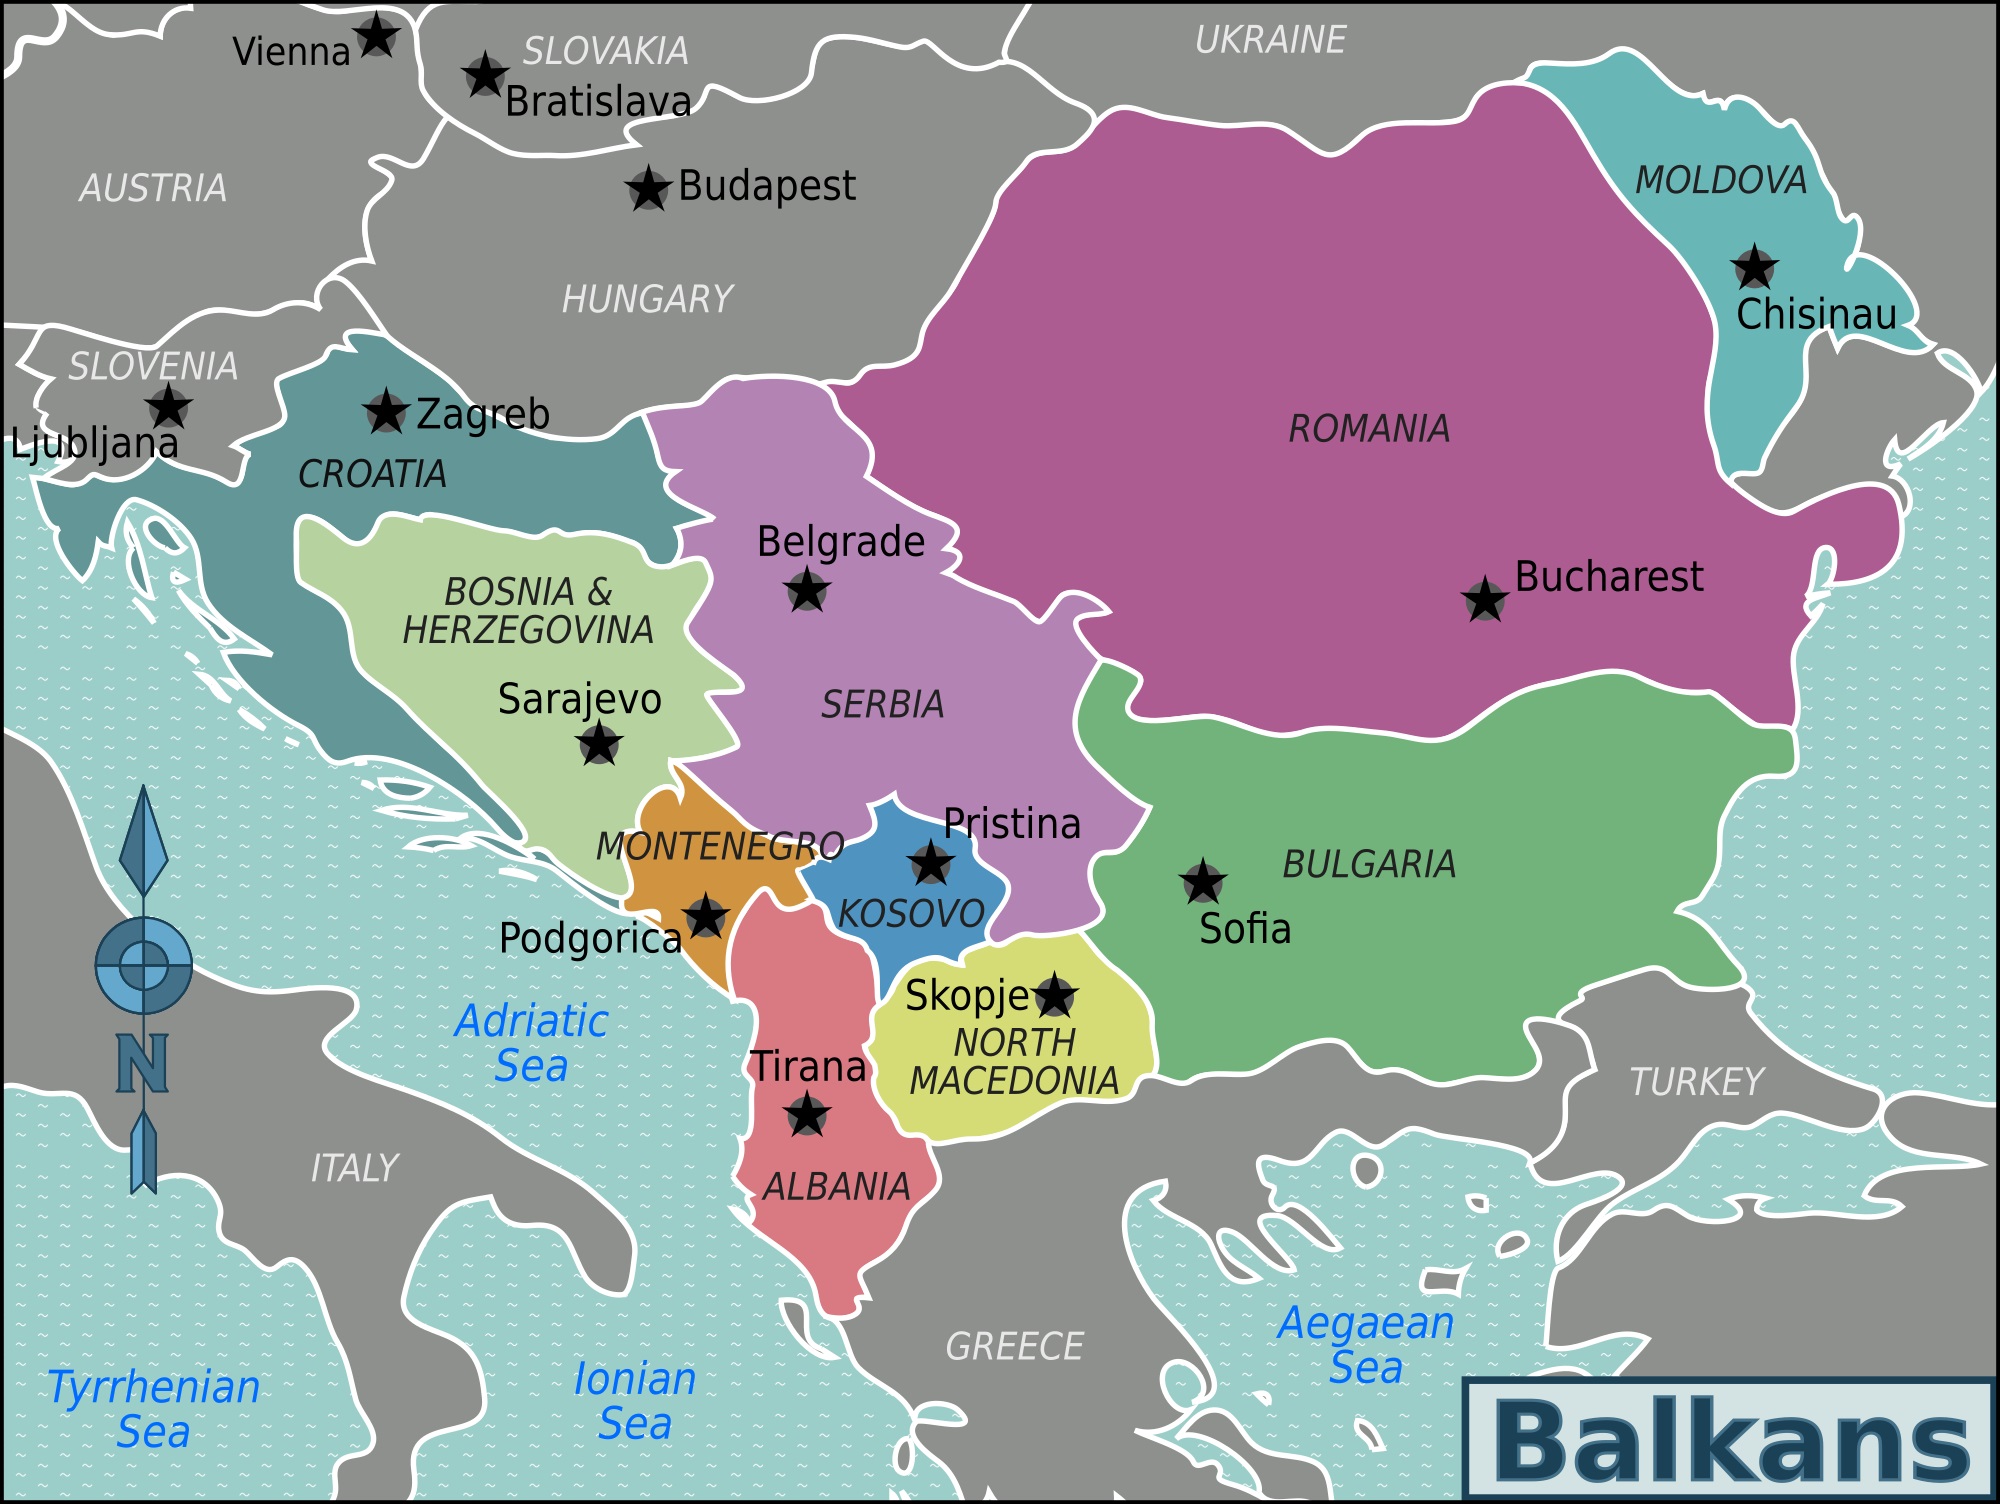 UKRAINE
Vienna
SLOVAKIA
Bratislava
AUSTRIA
Budapest
MOLDOVA
HUNGARY
Chisinau
SLOVENIA
Ljubljana
Zagreb
CROATIA
ROMANIA
Belgrade
Bucharest
BOSNIA &
HERZEGOVINA
Sarajevo
SERBIA
Pristina
MONTENEGRO
BULGARIA
KOSOVO
Sofia
Podgorica
Skopje
Adriatic
Sea
NORTH
MACEDONIA
N
Tirana
TURKEY
ITALY
ALBANIA
Aegaean
Sea
GREECE
Tyrrhenian
Sea
Ionian
Sea
Balkans